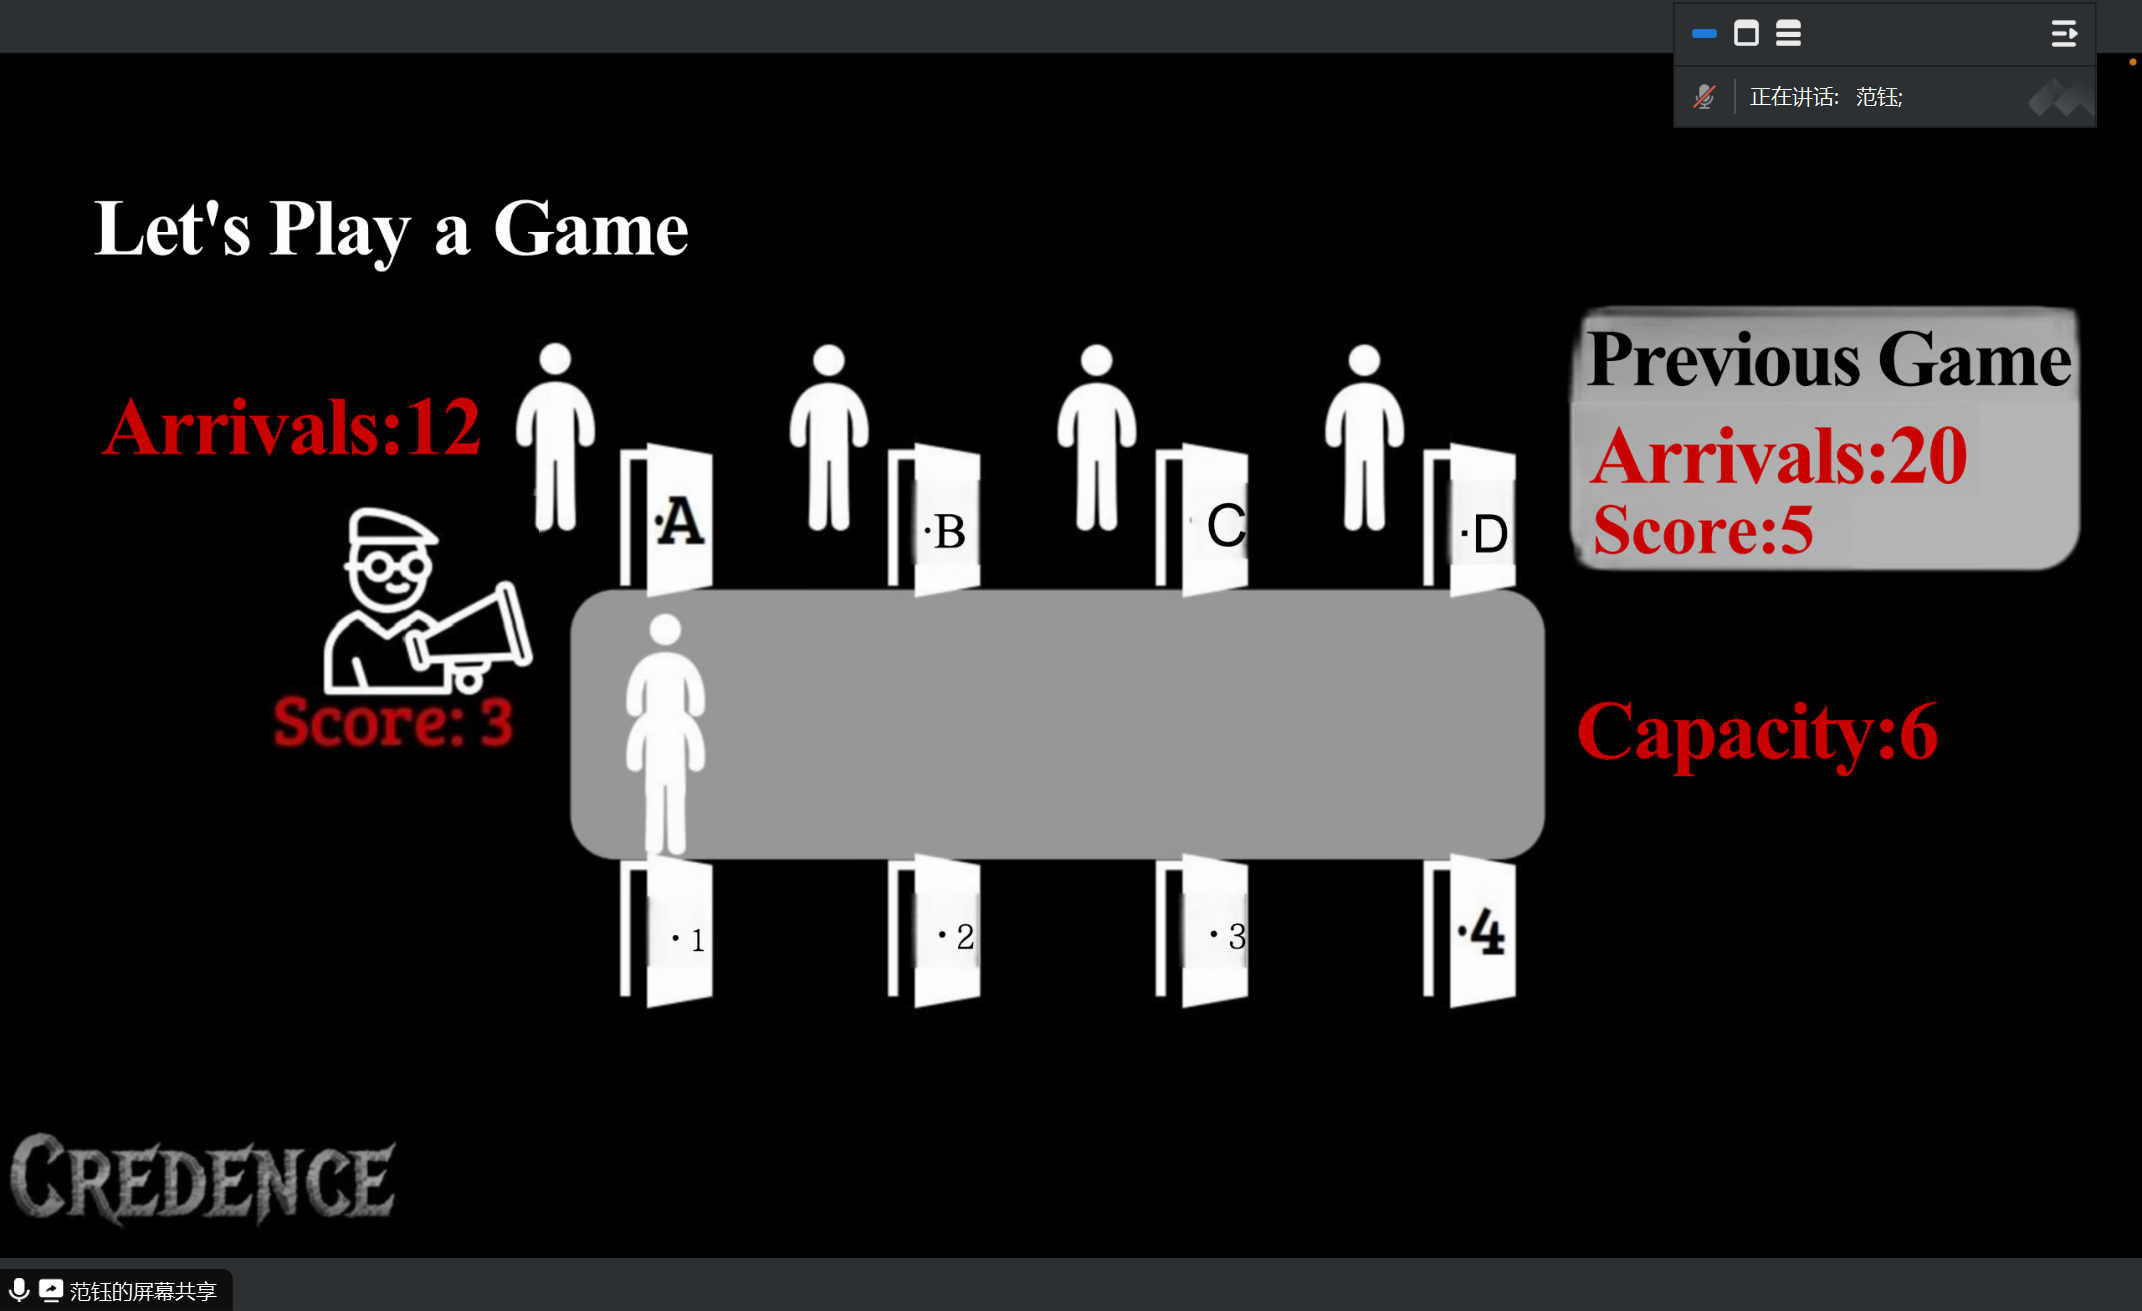 正在讲话: 范钰;
Let's Play a Game
Previous Game
Arrivals:12
Arrivals:20
Score:5
·A
·B
C
·D
Score: 3
Capacity:6
·1
·2
·3
·4
CREDENCE
范钰的屏幕共享